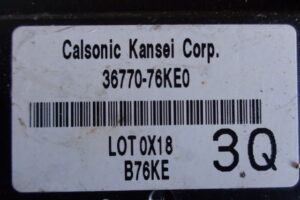 Calsonic Kansei Corp.
36770-76KE0
LOT 0X18
B76KE
3Q